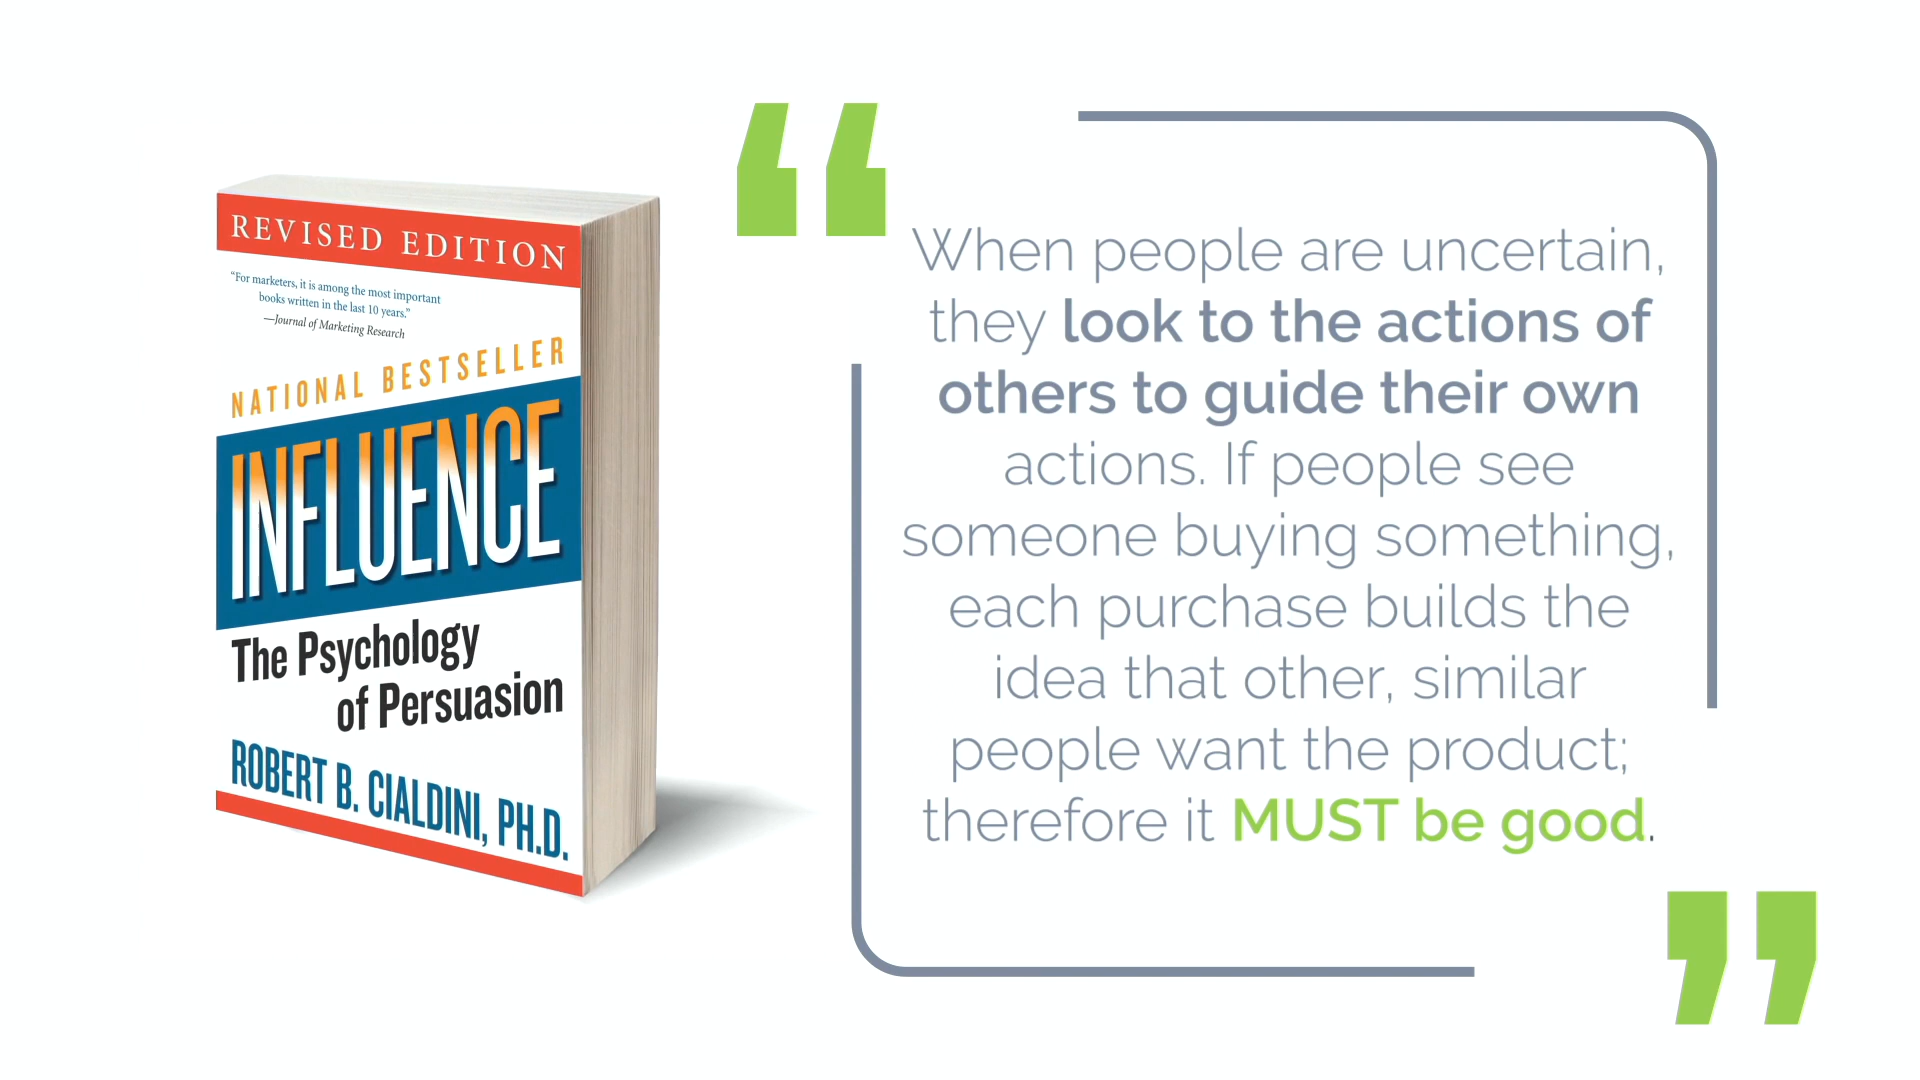 REVISED EDITION
“For marketers, it is among the most important
books written in the last 10 years.”
—Journal of Marketing Research
NATIONAL BESTSELLER
INFLUENCE
The Psychology
of Persuasion
ROBERT B. CIALDINI, PH.D.
“
When people are uncertain,
they look to the actions of
others to guide their own
actions. If people see
someone buying something,
each purchase builds the
idea that other, similar
people want the product;
therefore it MUST be good.
”